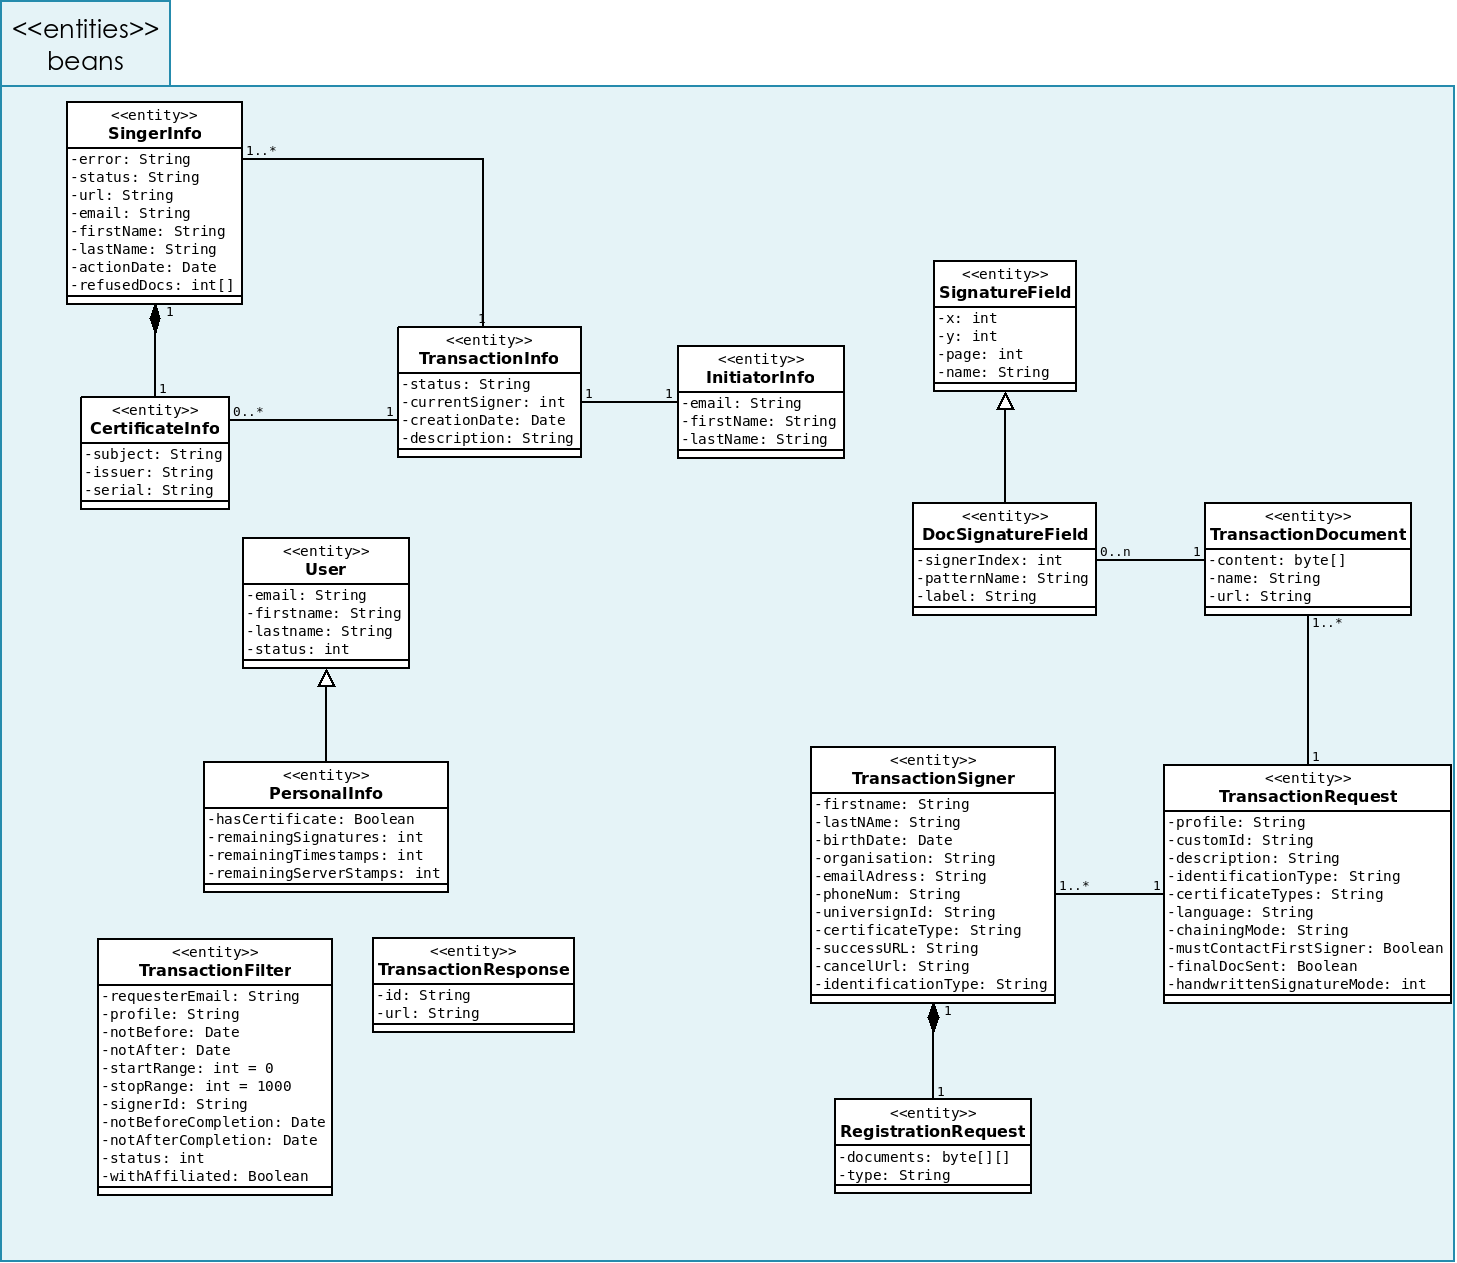 <<entities>>
beans
<<entity>>
SingerInfo
-error: String
-status: String
-url: String
-email: String
-firstName: String
-lastName: String
-actionDate: Date
-refusedDocs: int[]
1..*
1
1
1
<<entity>>
CertificateInfo
-subject: String
-issuer: String
-serial: String
0..*
1
<<entity>>
TransactionInfo
-status: String
-currentSigner: int
-creationDate: Date
-description: String
1
1
<<entity>>
InitiatorInfo
-email: String
-firstName: String
-lastName: String
<<entity>>
SignatureField
-x: int
-y: int
-page: int
-name: String
<<entity>>
DocSignatureField
-signerIndex: int
-patternName: String
-label: String
0..n
1
<<entity>>
TransactionDocument
-content: byte[]
-name: String
-url: String
1..*
1
<<entity>>
User
-email: String
-firstname: String
-lastname: String
-status: int
<<entity>>
PersonalInfo
-hasCertificate: Boolean
-remainingSignatures: int
-remainingTimestamps: int
-remainingServerStamps: int
<<entity>>
TransactionSigner
-firstname: String
-lastNAme: String
-birthDate: Date
-organisation: String
-emailAdress: String
-phoneNum: String
-universignId: String
-certificateType: String
-successURL: String
-cancelUrl: String
-identificationType: String
1..*
1
<<entity>>
TransactionRequest
-profile: String
-customId: String
-description: String
-identificationType: String
-certificateTypes: String
-language: String
-chainingMode: String
-mustContactFirstSigner: Boolean
-finalDocSent: Boolean
-handwrittenSignatureMode: int
<<entity>>
TransactionFilter
-requesterEmail: String
-profile: String
-notBefore: Date
-notAfter: Date
-startRange: int = 0
-stopRange: int = 1000
-signerId: String
-notBeforeCompletion: Date
-notAfterCompletion: Date
-status: int
-withAffiliated: Boolean
<<entity>>
TransactionResponse
-id: String
-url: String
1
1
<<entity>>
RegistrationRequest
-documents: byte[][]
-type: String